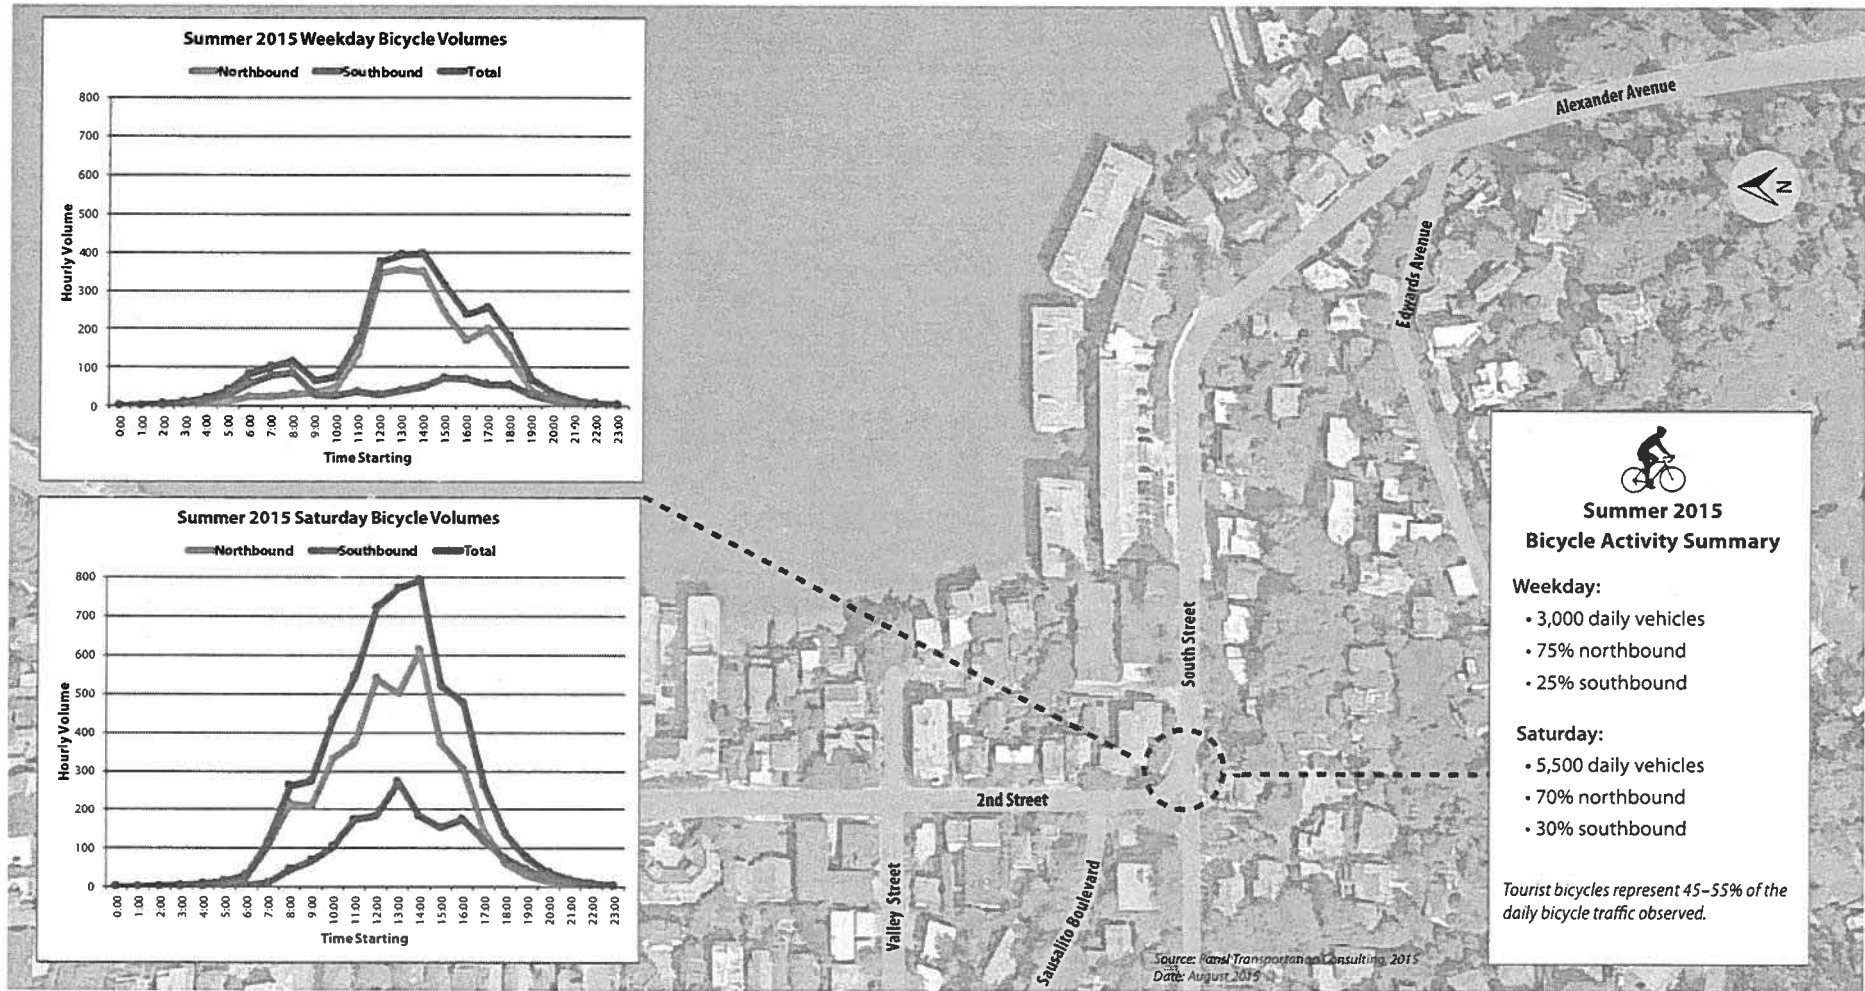 Summer 2015 Weekday Bicycle Volumes
Northbound Southbound Total
Hourly Volume
800
700
600
500
400
300
200
100
0
0:00 1:00 2:00 3:00 4:00 5:00 6:00 7:00 8:00 9:00 10:00 11:00 12:00 13:00 14:00 15:00 16:00 17:00 18:00 19:00 20:00 21:00 22:00 23:00
Time Starting
Summer 2015 Saturday Bicycle Volumes
Northbound Southbound Total
Hourly Volume
800
700
600
500
400
300
200
100
0
0:00 1:00 2:00 3:00 4:00 5:00 6:00 7:00 8:00 9:00 10:00 11:00 12:00 13:00 14:00 15:00 16:00 17:00 18:00 19:00 20:00 21:00 22:00 23:00
Time Starting
Alexander Avenue
N
Edwards Avenue
South Street
2nd Street
Valley Street
Sausalito Boulevard
Summer 2015
Bicycle Activity Summary
Weekday:
• 3,000 daily vehicles
• 75% northbound
• 25% southbound
Saturday:
• 5,500 daily vehicles
• 70% northbound
• 30% southbound
Tourist bicycles represent 45–55% of the
daily bicycle traffic observed.
Source: Parisi Transportation Consulting, 2015
Date: August 2015